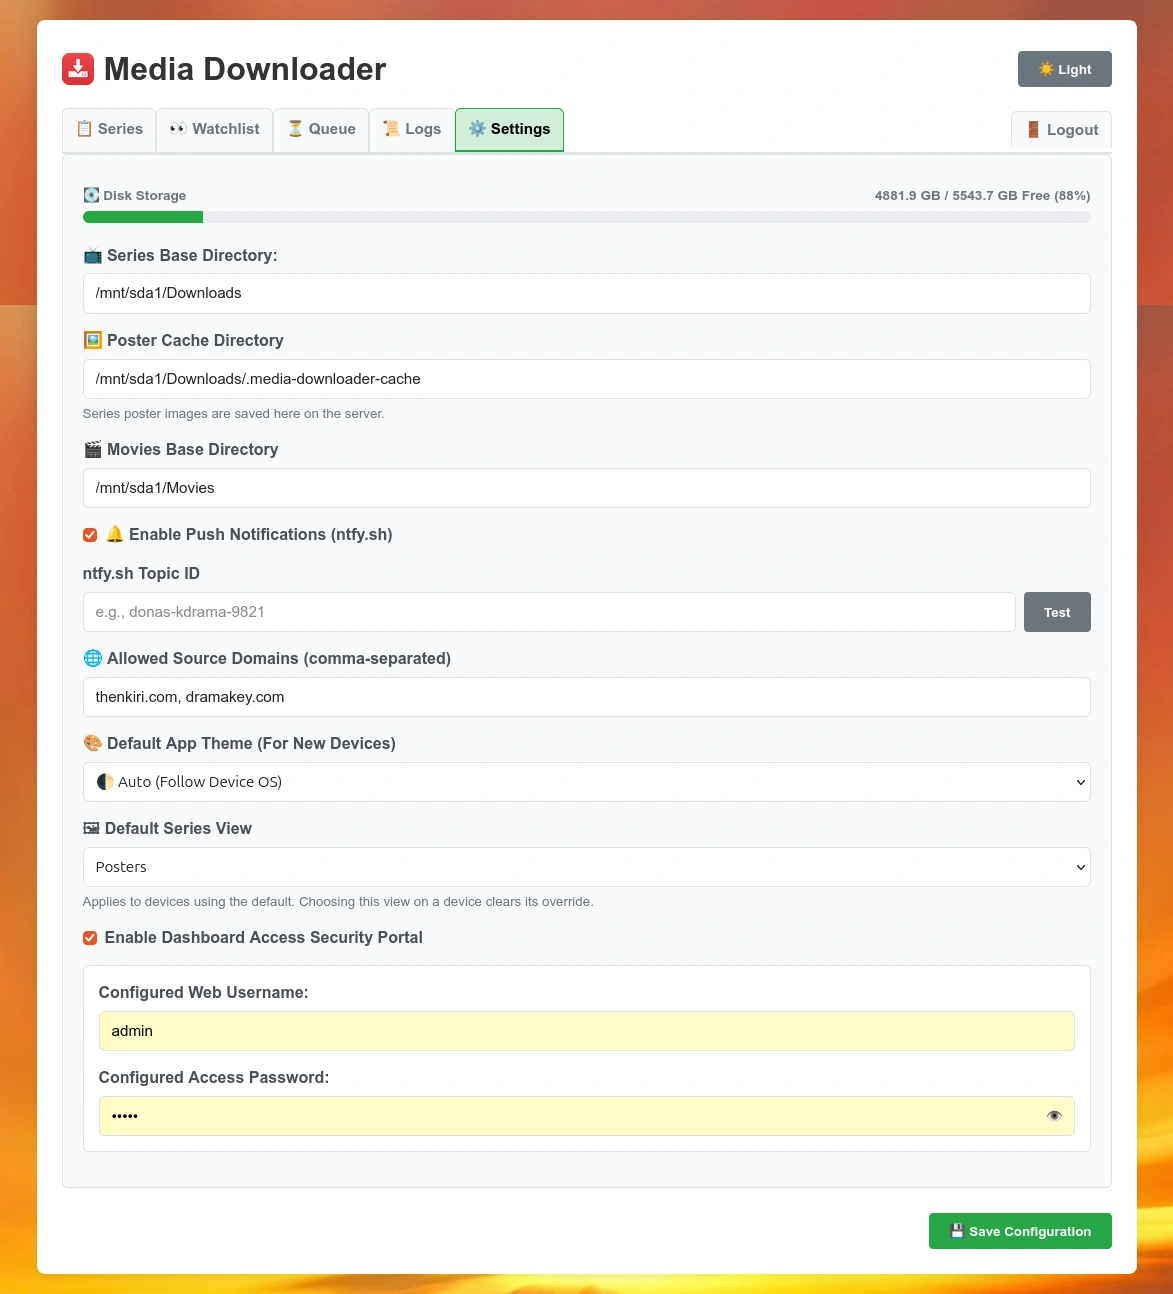 Media Downloader
☀️ Light
📋 Series
👀 Watchlist
⏳ Queue
📜 Logs
⚙️ Settings
🚪 Logout
💽 Disk Storage
4881.9 GB / 5543.7 GB Free (88%)
📺 Series Base Directory:
/mnt/sda1/Downloads
🖼️ Poster Cache Directory
/mnt/sda1/Downloads/.media-downloader-cache
Series poster images are saved here on the server.
🎬 Movies Base Directory
/mnt/sda1/Movies
🔔 Enable Push Notifications (ntfy.sh)
ntfy.sh Topic ID
e.g., donas-kdrama-9821
Test
🌐 Allowed Source Domains (comma-separated)
thenkiri.com, dramakey.com
🎨 Default App Theme (For New Devices)
🌓 Auto (Follow Device OS)
🖼 Default Series View
Posters
Applies to devices using the default. Choosing this view on a device clears its override.
Enable Dashboard Access Security Portal
Configured Web Username:
admin
Configured Access Password:
•••••
💾 Save Configuration